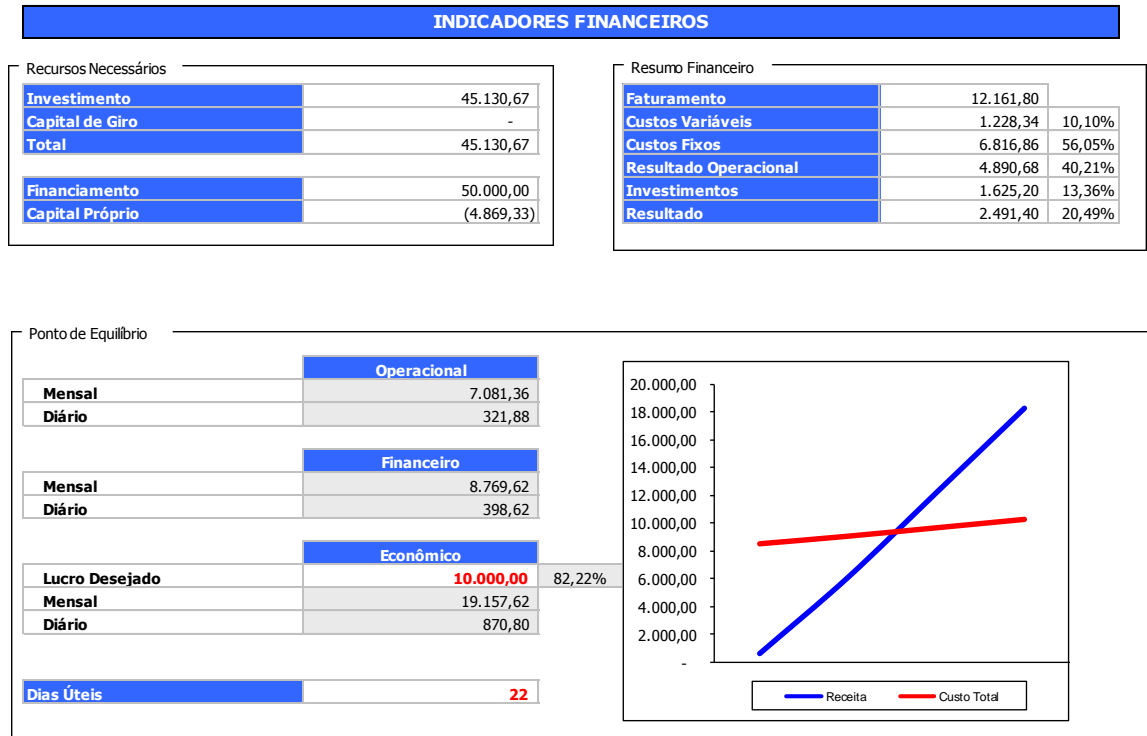 INDICADORES FINANCEIROS
Recursos Necessários
Investimento 45.130,67
Capital de Giro -
Total 45.130,67
Financiamento 50.000,00
Capital Próprio (4.869,33)
Resumo Financeiro
Faturamento 12.161,80
Custos Variáveis 1.228,34 10,10%
Custos Fixos 6.816,86 56,05%
Resultado Operacional 4.890,68 40,21%
Investimentos 1.625,20 13,36%
Resultado 2.491,40 20,49%
Ponto de Equilíbrio
Operacional
Mensal 7.081,36
Diário 321,88
Financeiro
Mensal 8.769,62
Diário 398,62
Econômico
Lucro Desejado 10.000,00 82,22%
Mensal 19.157,62
Diário 870,80
Dias Úteis 22
20.000,00
18.000,00
16.000,00
14.000,00
12.000,00
10.000,00
8.000,00
6.000,00
4.000,00
2.000,00
-
Receita Custo Total